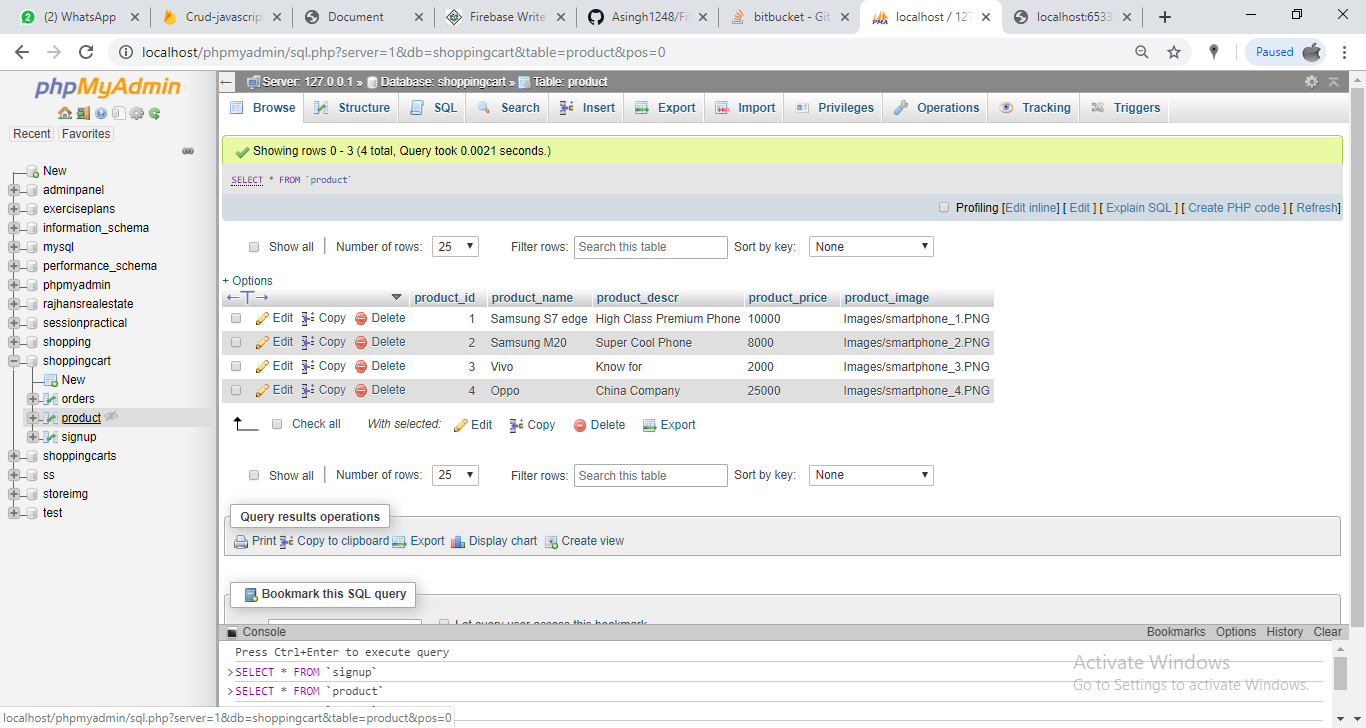 (2) WhatsApp
Crud-javascrip
Document
Firebase Write
Asingh1248/Fi
bitbucket - Git
localhost / 127
localhost:6533
localhost/phpmyadmin/sql.php?server=1&db=shoppingcart&table=product&pos=0
Paused
phpMyAdmin
Recent Favorites
New
adminpanel
exerciseplans
information_schema
mysql
performance_schema
phpmyadmin
rajhansrealestate
sessionpractical
shopping
shoppingcart
New
orders
product
signup
shoppingcarts
ss
storeimg
test
Server: 127.0.0.1 » Database: shoppingcart » Table: product
Browse Structure SQL Search Insert Export Import Privileges Operations Tracking Triggers
Showing rows 0 - 3 (4 total, Query took 0.0021 seconds.)
SELECT * FROM `product`
Profiling [Edit inline] [ Edit ] [ Explain SQL ] [ Create PHP code ] [ Refresh]
Show all Number of rows: 25 Filter rows: Search this table Sort by key: None
+ Options
←T→ product_id product_name product_descr product_price product_image
Edit Copy Delete 1 Samsung S7 edge High Class Premium Phone 10000 Images/smartphone_1.PNG
Edit Copy Delete 2 Samsung M20 Super Cool Phone 8000 Images/smartphone_2.PNG
Edit Copy Delete 3 Vivo Know for 2000 Images/smartphone_3.PNG
Edit Copy Delete 4 Oppo China Company 25000 Images/smartphone_4.PNG
Check all With selected: Edit Copy Delete Export
Show all Number of rows: 25 Filter rows: Search this table Sort by key: None
Query results operations
Print Copy to clipboard Export Display chart Create view
Bookmark this SQL query
Let every user access this bookmark
Console Bookmarks Options History Clear
Press Ctrl+Enter to execute query
>SELECT * FROM `signup`
>SELECT * FROM `product`
Activate Windows
Go to Settings to activate Windows.
localhost/phpmyadmin/sql.php?server=1&db=shoppingcart&table=product&pos=0